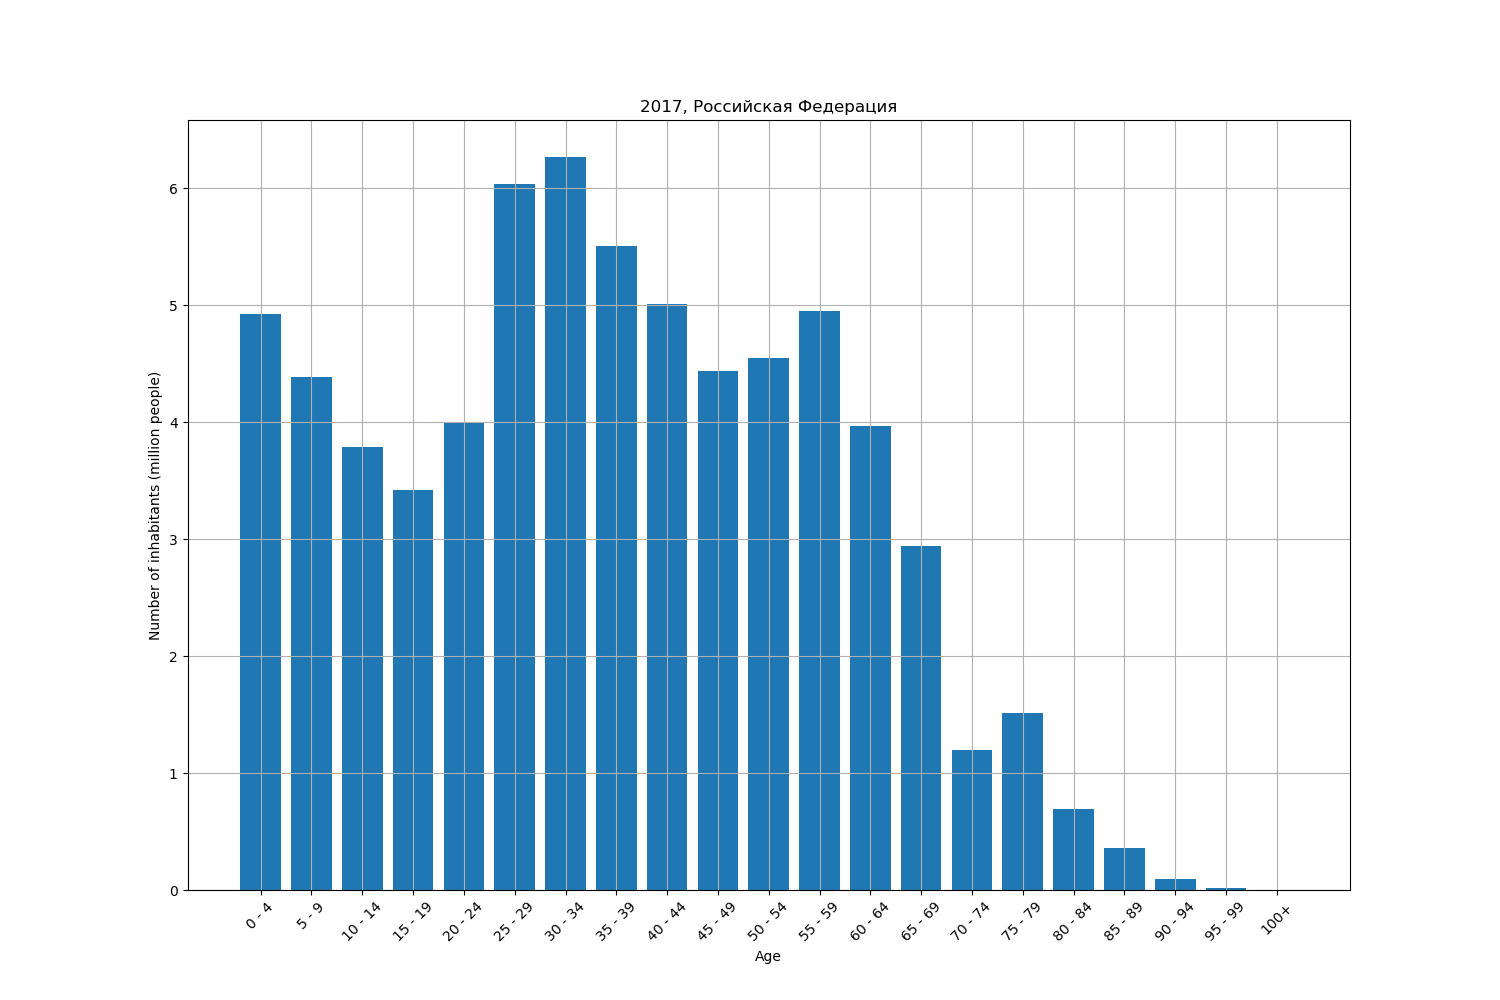 2017, Российская Федерация
Number of inhabitants (million people)
6
5
4
3
2
1
0
0 - 4
5 - 9
10 - 14
15 - 19
20 - 24
25 - 29
30 - 34
35 - 39
40 - 44
45 - 49
50 - 54
55 - 59
60 - 64
65 - 69
70 - 74
75 - 79
80 - 84
85 - 89
90 - 94
95 - 99
100+
Age